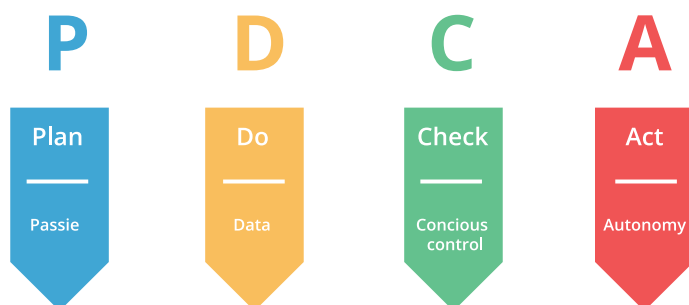 P D C A
Plan Do Check Act
Passie Data Concious Autonomy
control